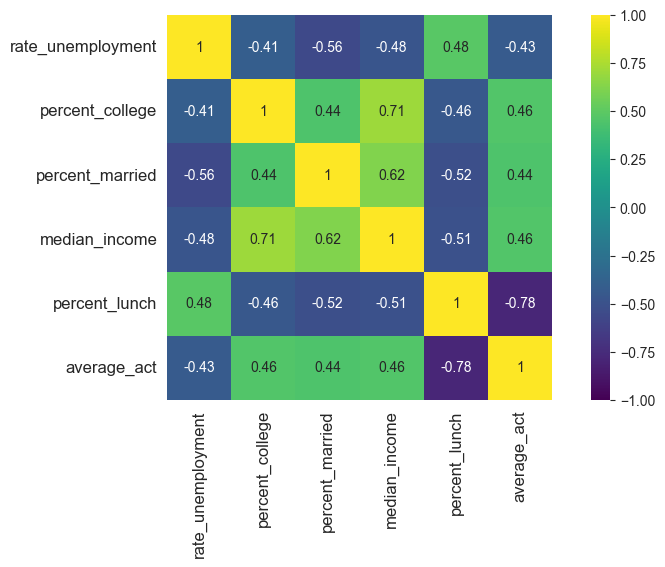 rate_unemployment 1 -0.41 -0.56 -0.48 0.48 -0.43
percent_college -0.41 1 0.44 0.71 -0.46 0.46
percent_married -0.56 0.44 1 0.62 -0.52 0.44
median_income -0.48 0.71 0.62 1 -0.51 0.46
percent_lunch 0.48 -0.46 -0.52 -0.51 1 -0.78
average_act -0.43 0.46 0.44 0.46 -0.78 1
rate_unemployment
percent_college
percent_married
median_income
percent_lunch
average_act
1.00
0.75
0.50
0.25
0.00
−0.25
−0.50
−0.75
−1.00